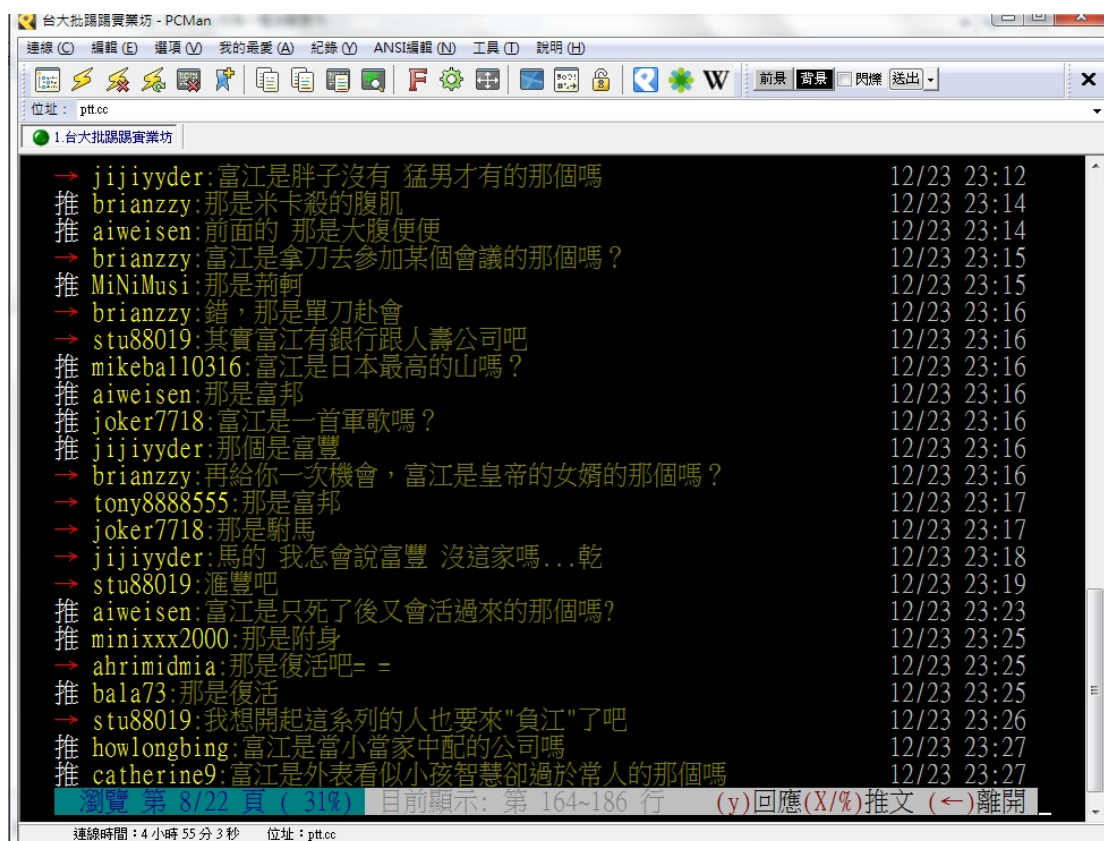 台大批踢踢實業坊 - PCMan
連線(C) 編輯(E) 選項(V) 我的最愛(A) 紀錄(Y) ANSI編輯(N) 工具(T) 說明(H)
F W 前景 背景 閃爍 送出
位址： ptt.cc
1.台大批踢踢實業坊
→ jijiyyder:富江是胖子沒有 猛男才有的那個嗎 12/23 23:12
推 brianzzy:那是米卡殺的腹肌 12/23 23:14
推 aiweisen:前面的 那是大腹便便 12/23 23:14
→ brianzzy:富江是拿刀去參加某個會議的那個嗎？ 12/23 23:15
推 MiNiMusi:那是荊軻 12/23 23:15
→ brianzzy:錯，那是單刀赴會 12/23 23:16
→ stu88019:其實富江有銀行跟人壽公司吧 12/23 23:16
推 mikeball0316:富江是日本最高的山嗎？ 12/23 23:16
推 aiweisen:那是富邦 12/23 23:16
推 joker7718:富江是一首軍歌嗎？ 12/23 23:16
推 jijiyyder:那個是富豐 12/23 23:16
→ brianzzy:再給你一次機會，富江是皇帝的女婿的那個嗎？ 12/23 23:16
→ tony8888555:那是富邦 12/23 23:17
→ joker7718:那是駙馬 12/23 23:17
→ jijiyyder:馬的 我怎會說富豐 沒這家嗎...乾 12/23 23:18
→ stu88019:滙豐吧 12/23 23:19
推 aiweisen:富江是只死了後又會活過來的那個嗎? 12/23 23:23
推 minixxx2000:那是附身 12/23 23:25
→ ahrimidmia:那是復活吧= = 12/23 23:25
推 bala73:那是復活 12/23 23:25
→ stu88019:我想開起這系列的人也要來"負江"了吧 12/23 23:26
推 howlongbing:富江是當小當家中配的公司嗎 12/23 23:27
推 catherine9:富江是外表看似小孩智慧卻過於常人的那個嗎 12/23 23:27
瀏覽 第 8/22 頁 ( 31%) 目前顯示: 第 164~186 行 (y)回應(X/%)推文 (←)離開
連線時間：4 小時 55 分 3 秒 位址：ptt.cc